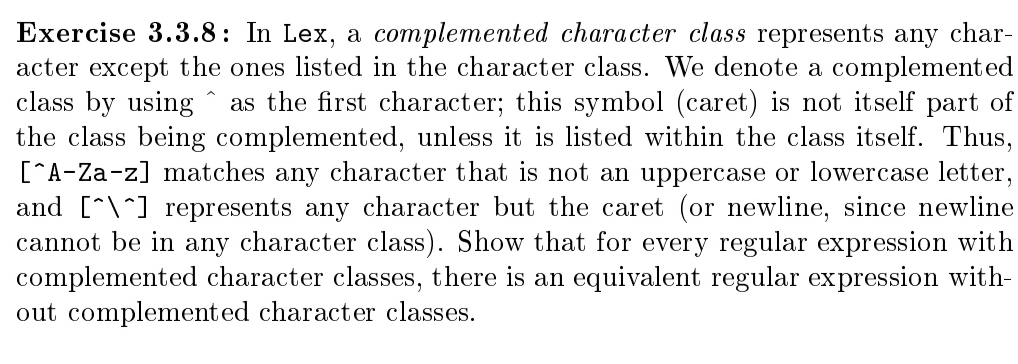 Exercise 3.3.8: In Lex, a complemented character class represents any char-
acter except the ones listed in the character class. We denote a complemented
class by using ^ as the first character; this symbol (caret) is not itself part of
the class being complemented, unless it is listed within the class itself. Thus,
[^A-Za-z] matches any character that is not an uppercase or lowercase letter,
and [^\^] represents any character but the caret (or newline, since newline
cannot be in any character class). Show that for every regular expression with
complemented character classes, there is an equivalent regular expression with-
out complemented character classes.